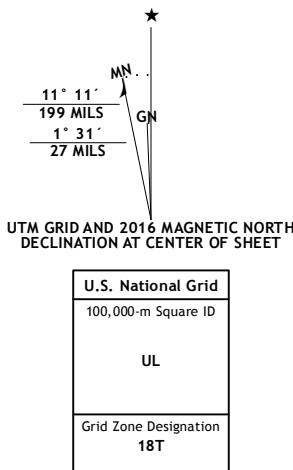 ★
MN
GN
11° 11´
199 MILS
1° 31´
27 MILS
UTM GRID AND 2016 MAGNETIC NORTH
DECLINATION AT CENTER OF SHEET
U.S. National Grid
100,000-m Square ID
UL
Grid Zone Designation
18T